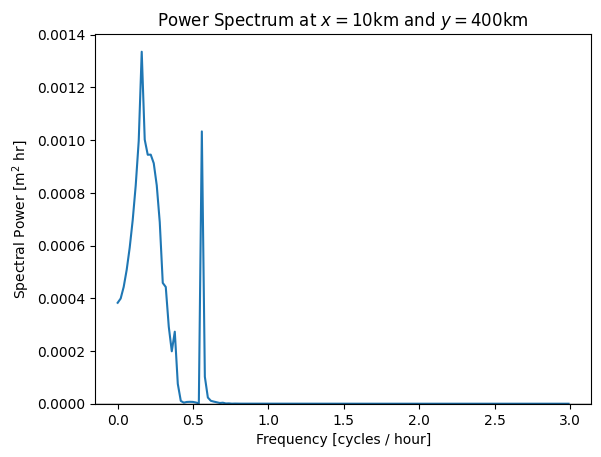 Power Spectrum at x = 10km and y = 400km
Spectral Power [m² hr]
0.0014
0.0012
0.0010
0.0008
0.0006
0.0004
0.0002
0.0000
0.0 0.5 1.0 1.5 2.0 2.5 3.0
Frequency [cycles / hour]